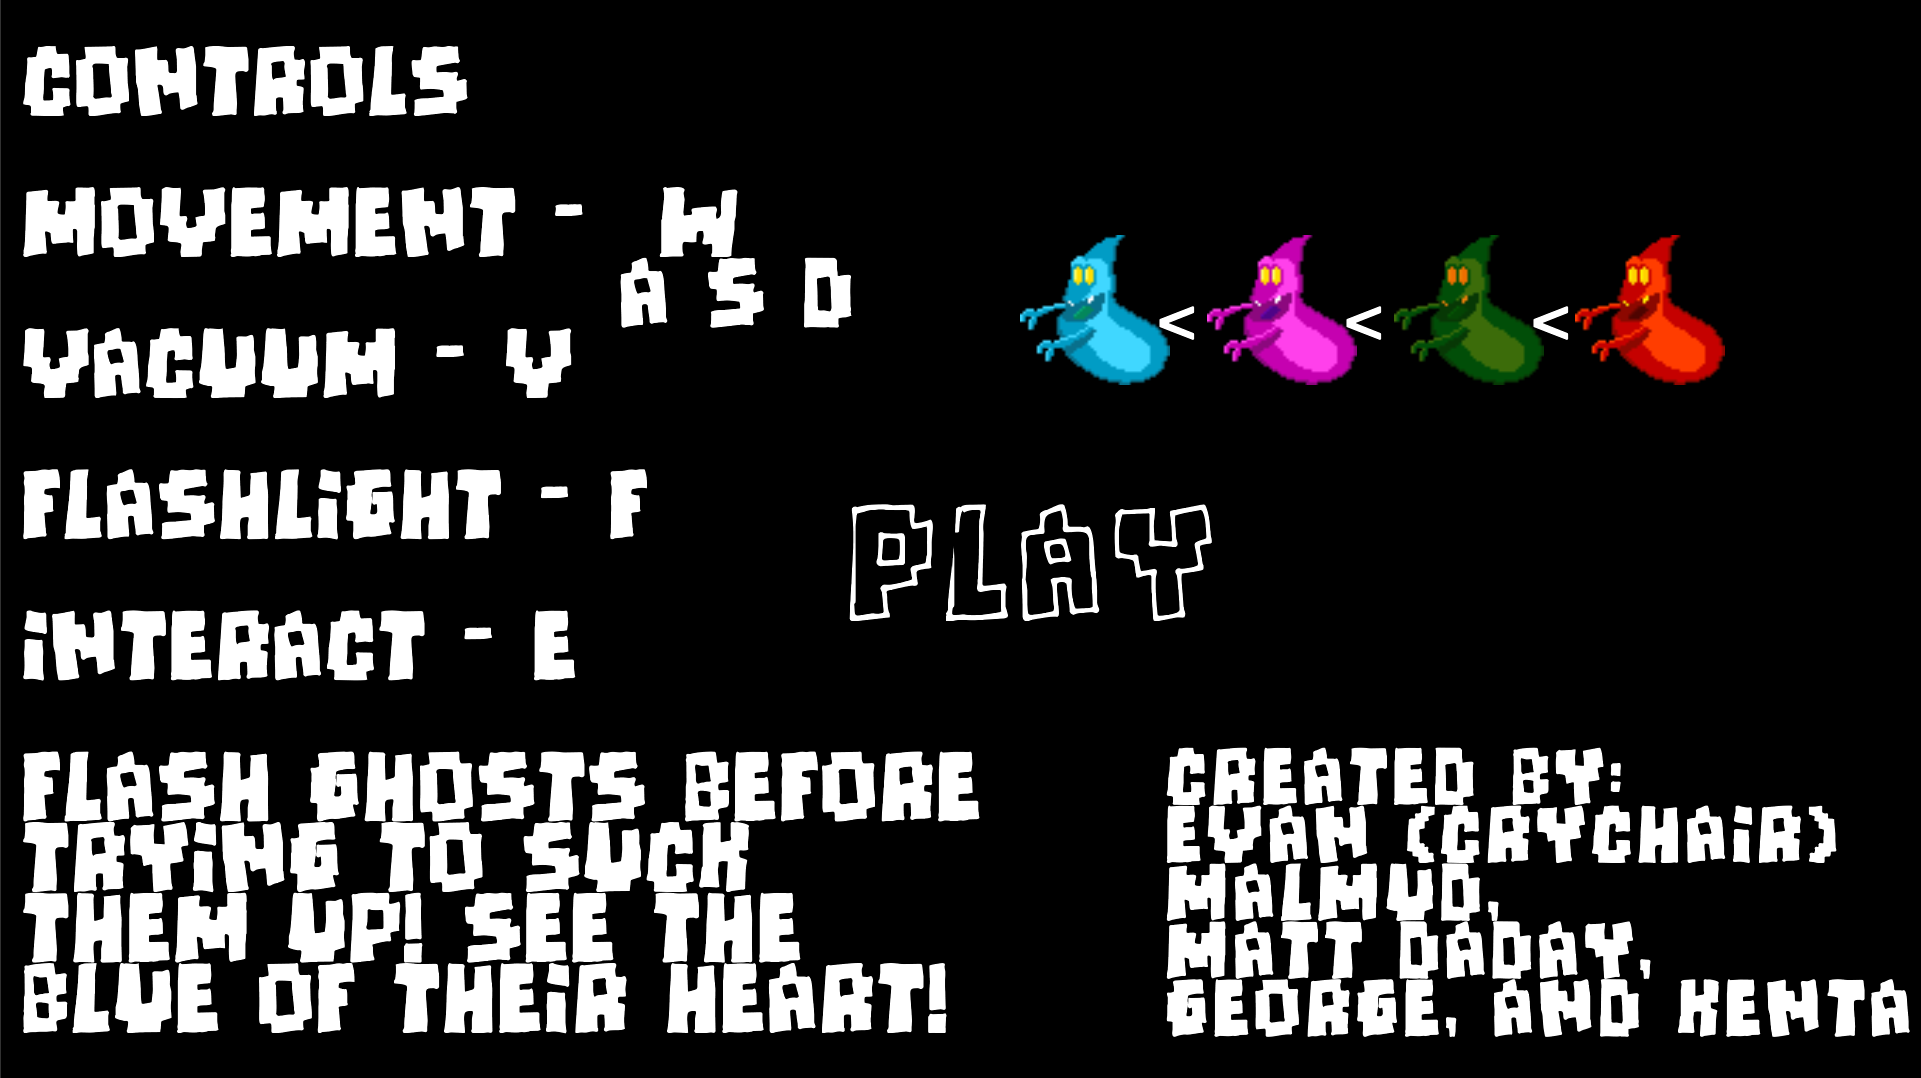 CONTROLS
MOVEMENT - W
A S D
VACUUM - V
< < <
FLASHLiGHT - F
PLAY
iNTERACT - E
FLASH GHOSTS BEFORE
TRYiNG TO SUCK
THEM UP! SEE THE
BLUE OF THEiR HEART!
CREATED BY:
EVAN (CRYCHAiR)
MALMUD,
MATT DADAY,
GEORGE, AND KENTA